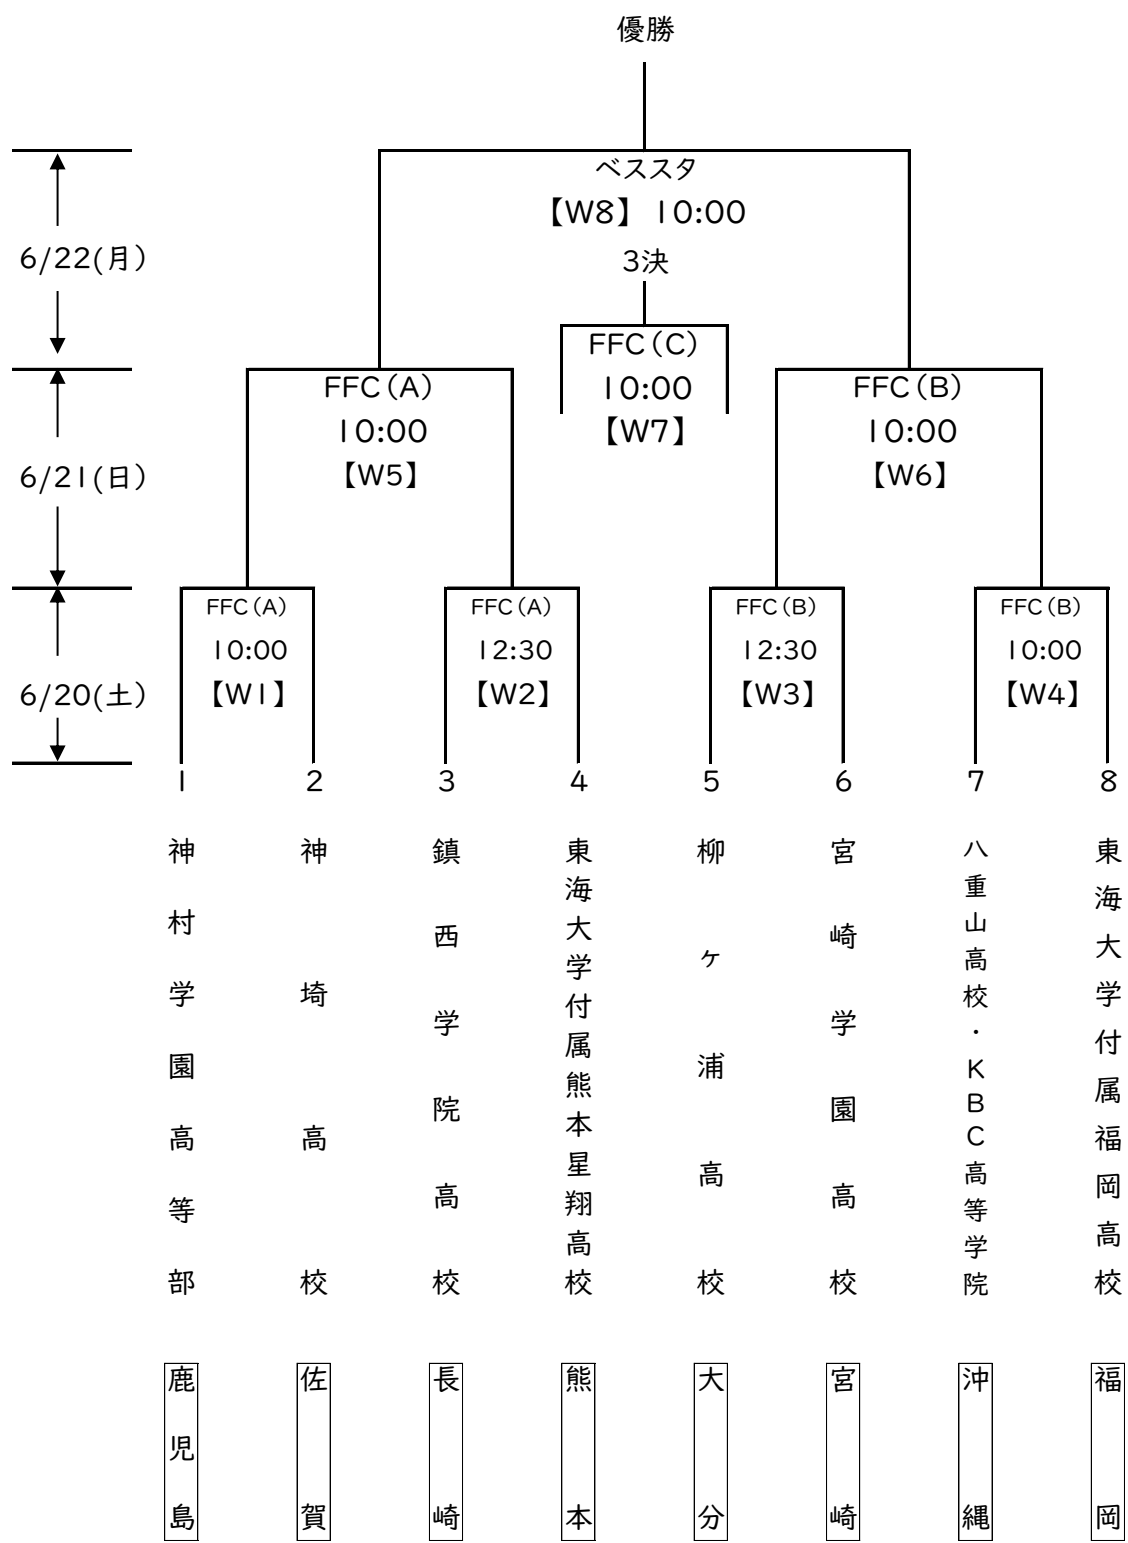 優勝
ベススタ
【W8】 10:00
6/22(月)
3決
FFC(C)
10:00
【W7】
FFC(A)
10:00
【W5】
FFC(B)
10:00
【W6】
6/21(日)
FFC(A)
10:00
【W1】
FFC(A)
12:30
【W2】
FFC(B)
12:30
【W3】
FFC(B)
10:00
【W4】
6/20(土)
1 2 3 4 5 6 7 8
神村学園高等部
神埼高校
鎮西学院高校
東海大学付属熊本星翔高校
柳ヶ浦高校
宮崎学園高校
八重山高校・KBC高等学院
東海大学付属福岡高校
鹿児島
佐賀
長崎
熊本
大分
宮崎
沖縄
福岡